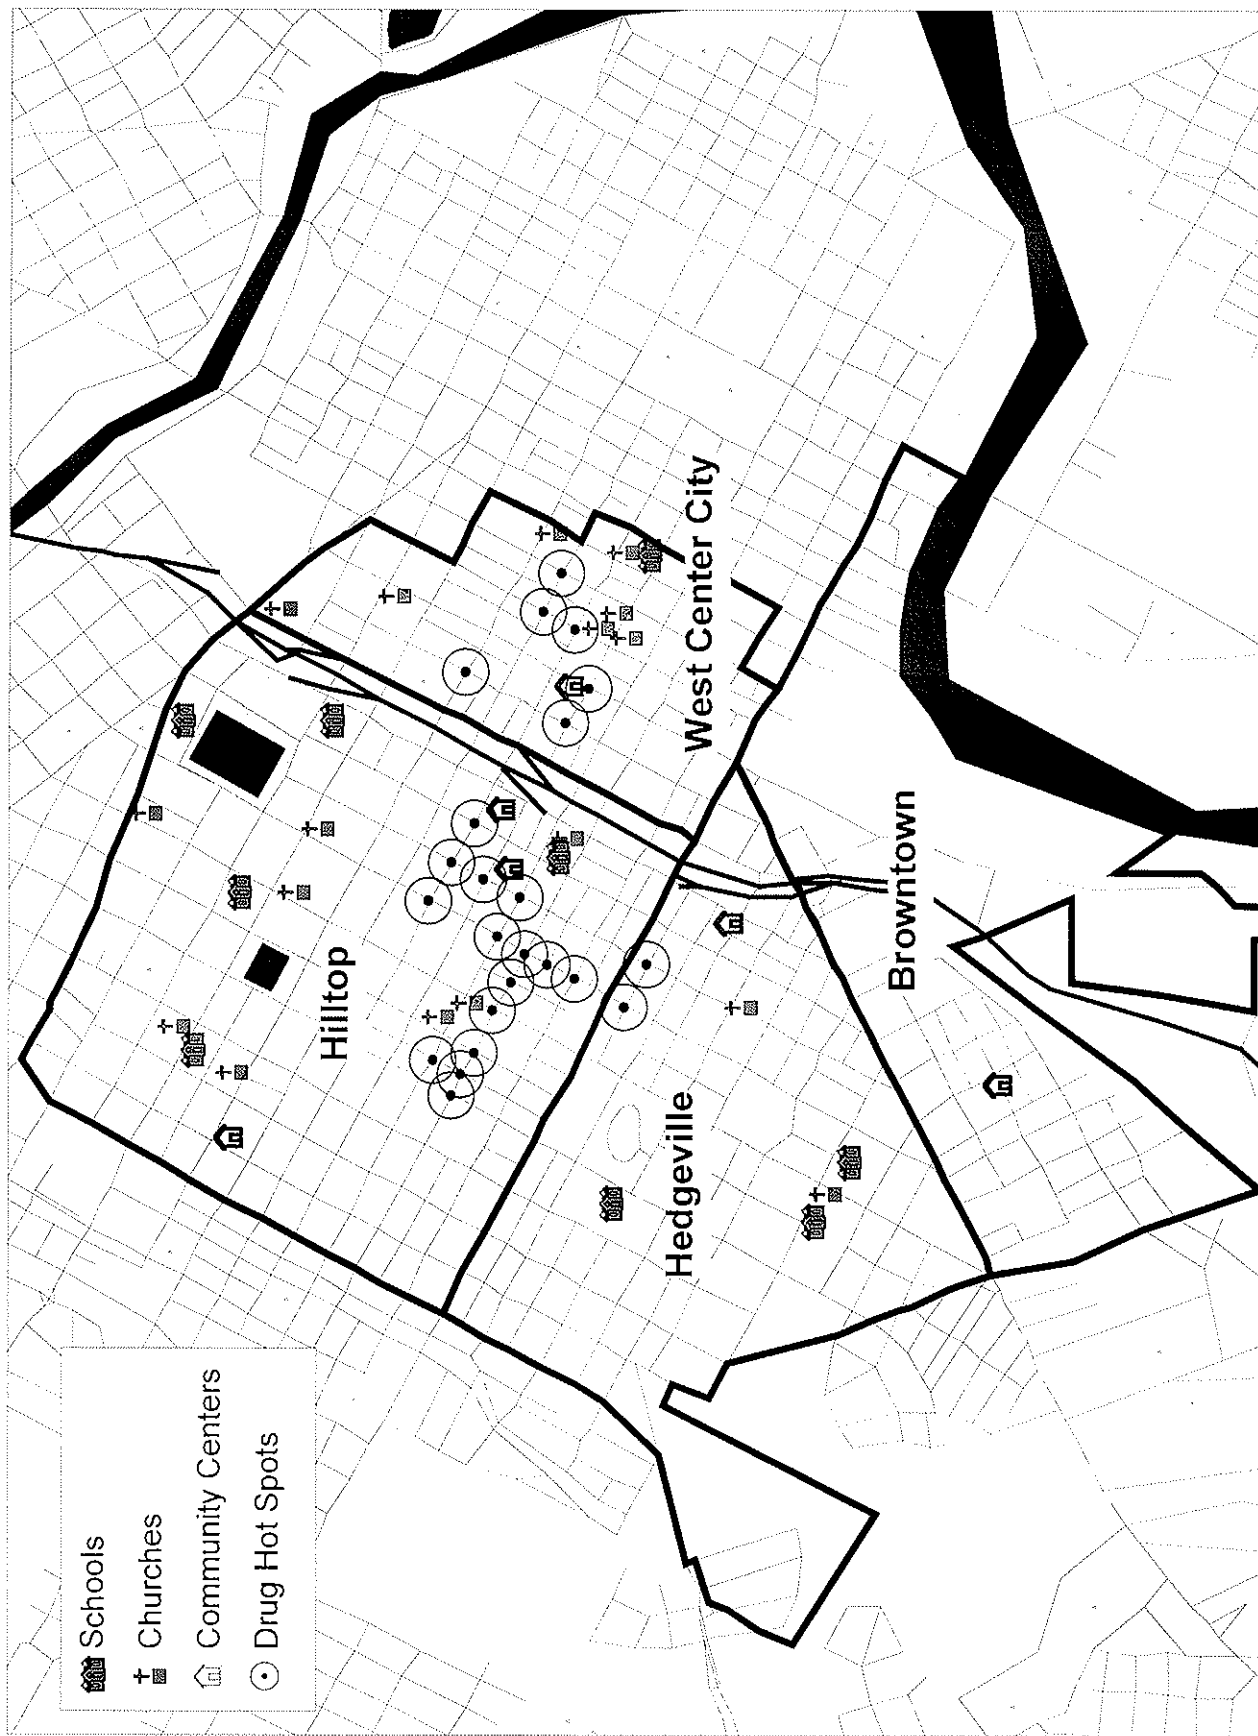 Schools
Churches
Community Centers
Drug Hot Spots
Hilltop
West Center City
Hedgeville
Browntown